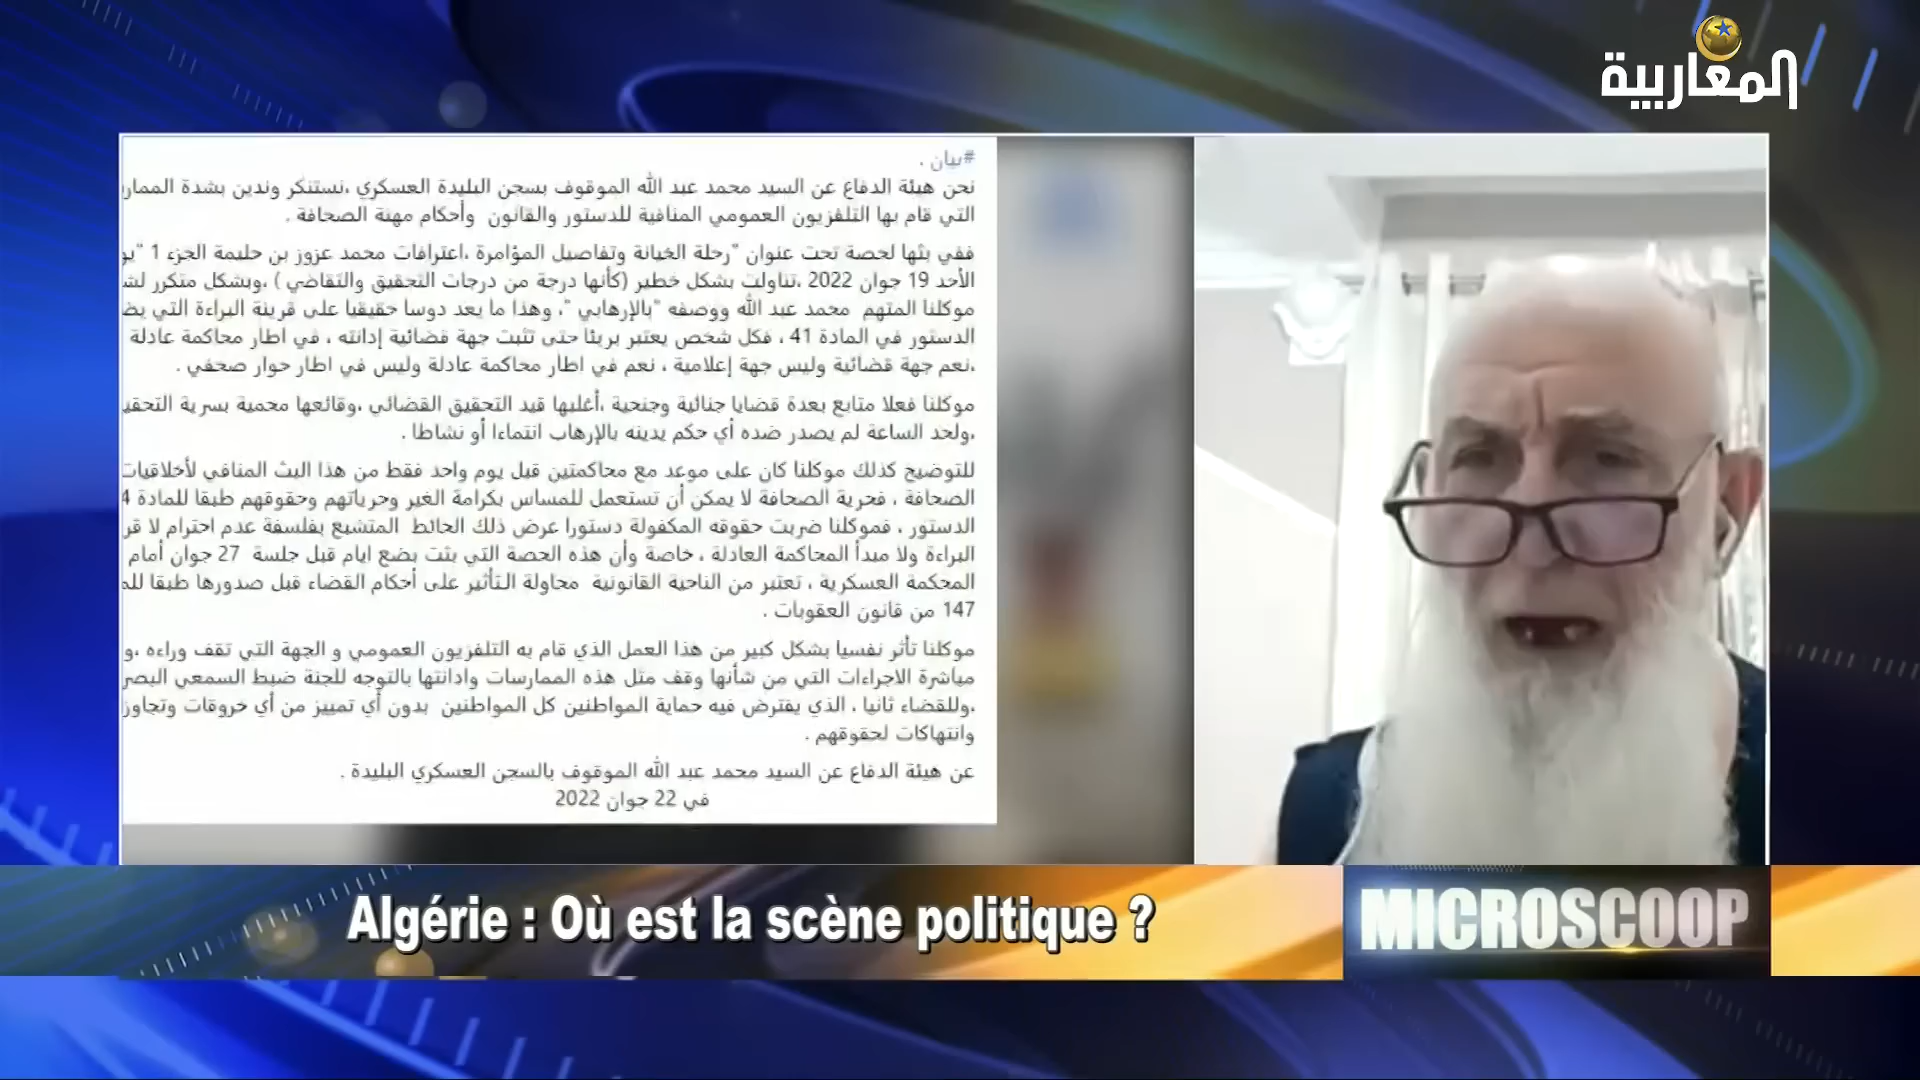 المغاربية
#بيان .
نحن هيئة الدفاع عن السيد محمد عبد الله الموقوف بسجن البليدة العسكري ،نستنكر وندين بشدة
التي قام بها التلفزيون العمومي المنافية للدستور والقانون وأحكام مهنة الصحافة .
ففي بثها لحصة تحت عنوان "رحلة الخيانة وتفاصيل المؤامرة ،اعترافات محمد عزوز بن حليمة الجزء 1 "
الأحد 19 جوان 2022 ،تناولت بشكل خطير (كأنها درجة من درجات التحقيق والتقاضي ) ،وبشكل متكرر
موكلنا المتهم محمد عبد الله ووصفه "بالإرهابي "، وهذا ما يعد دوسا حقيقيا على قرينة البراءة التي
الدستور في المادة 41 ، فكل شخص يعتبر بريئا حتى تثبت جهة قضائية إدانته ، في اطار محاكمة عادلة
،نعم جهة قضائية وليس جهة إعلامية ، نعم في اطار محاكمة عادلة وليس في اطار حوار صحفي .
موكلنا فعلا متابع بعدة قضايا جنائية وجنحية ،أغلبها قيد التحقيق القضائي ،وقائعها محمية بسرية
،ولحد الساعة لم يصدر ضده أي حكم يدينه بالإرهاب انتماءا أو نشاطا .
للتوضيح كذلك موكلنا كان على موعد مع محاكمتين قبل يوم واحد فقط من هذا البث المنافي لأخلاقيات
الصحافة ، فحرية الصحافة لا يمكن أن تستعمل للمساس بكرامة الغير وحرياتهم وحقوقهم طبقا للمادة
الدستور ، فموكلنا ضربت حقوقه المكفولة دستورا عرض ذلك الحائط المتشبع بفلسفة عدم احترام لا
البراءة ولا مبدأ المحاكمة العادلة ، خاصة وأن هذه الحصة التي بثت بضع ايام قبل جلسة 27 جوان أمام
المحكمة العسكرية ، تعتبر من الناحية القانونية محاولة التأثير على أحكام القضاء قبل صدورها طبقا
147 من قانون العقوبات .
موكلنا تأثر نفسيا بشكل كبير من هذا العمل الذي قام به التلفزيون العمومي و الجهة التي تقف وراءه ،و
مباشرة الاجراءات التي من شأنها وقف مثل هذه الممارسات وادانتها بالتوجه للجنة ضبط السمعي
،وللقضاء ثانيا ، الذي يفترض فيه حماية المواطنين كل المواطنين بدون أي تمييز من أي خروقات
وانتهاكات لحقوقهم .
عن هيئة الدفاع عن السيد محمد عبد الله الموقوف بالسجن العسكري البليدة .
في 22 جوان 2022
Algérie : Où est la scène politique ?
MICROSCOOP